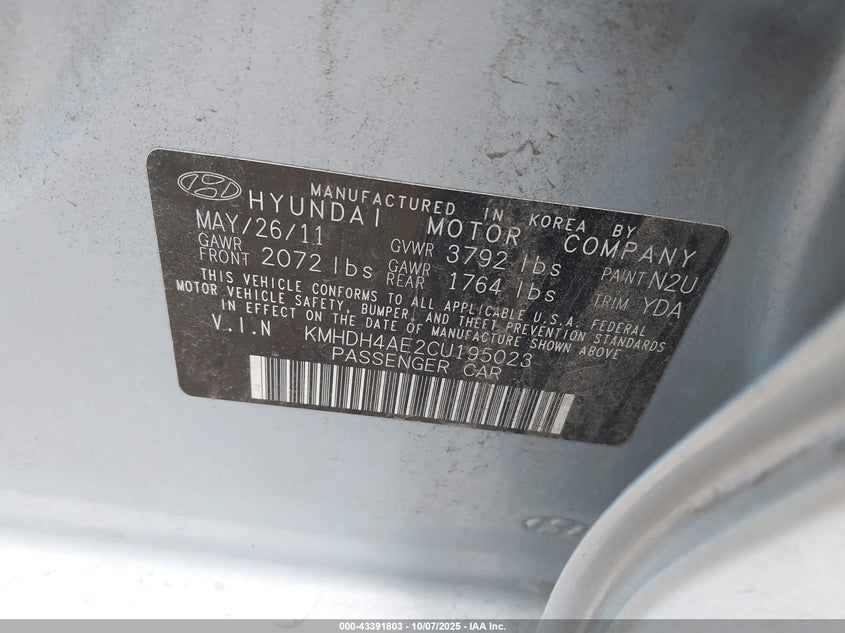 MANUFACTURED IN KOREA BY
HYUNDAI MOTOR COMPANY
MAY/26/11 GVWR 3792 lbs PAINT N2U
GAWR FRONT 2072 lbs GAWR REAR 1764 lbs TRIM YDA
THIS VEHICLE CONFORMS TO ALL APPLICABLE U.S.A. FEDERAL
MOTOR VEHICLE SAFETY, BUMPER, AND THEFT PREVENTION STANDARDS
IN EFFECT ON THE DATE OF MANUFACTURE SHOWN ABOVE
V.I.N KMHDH4AE2CU195023
PASSENGER CAR
000-43391803 - 10/07/2025 - IAA Inc.